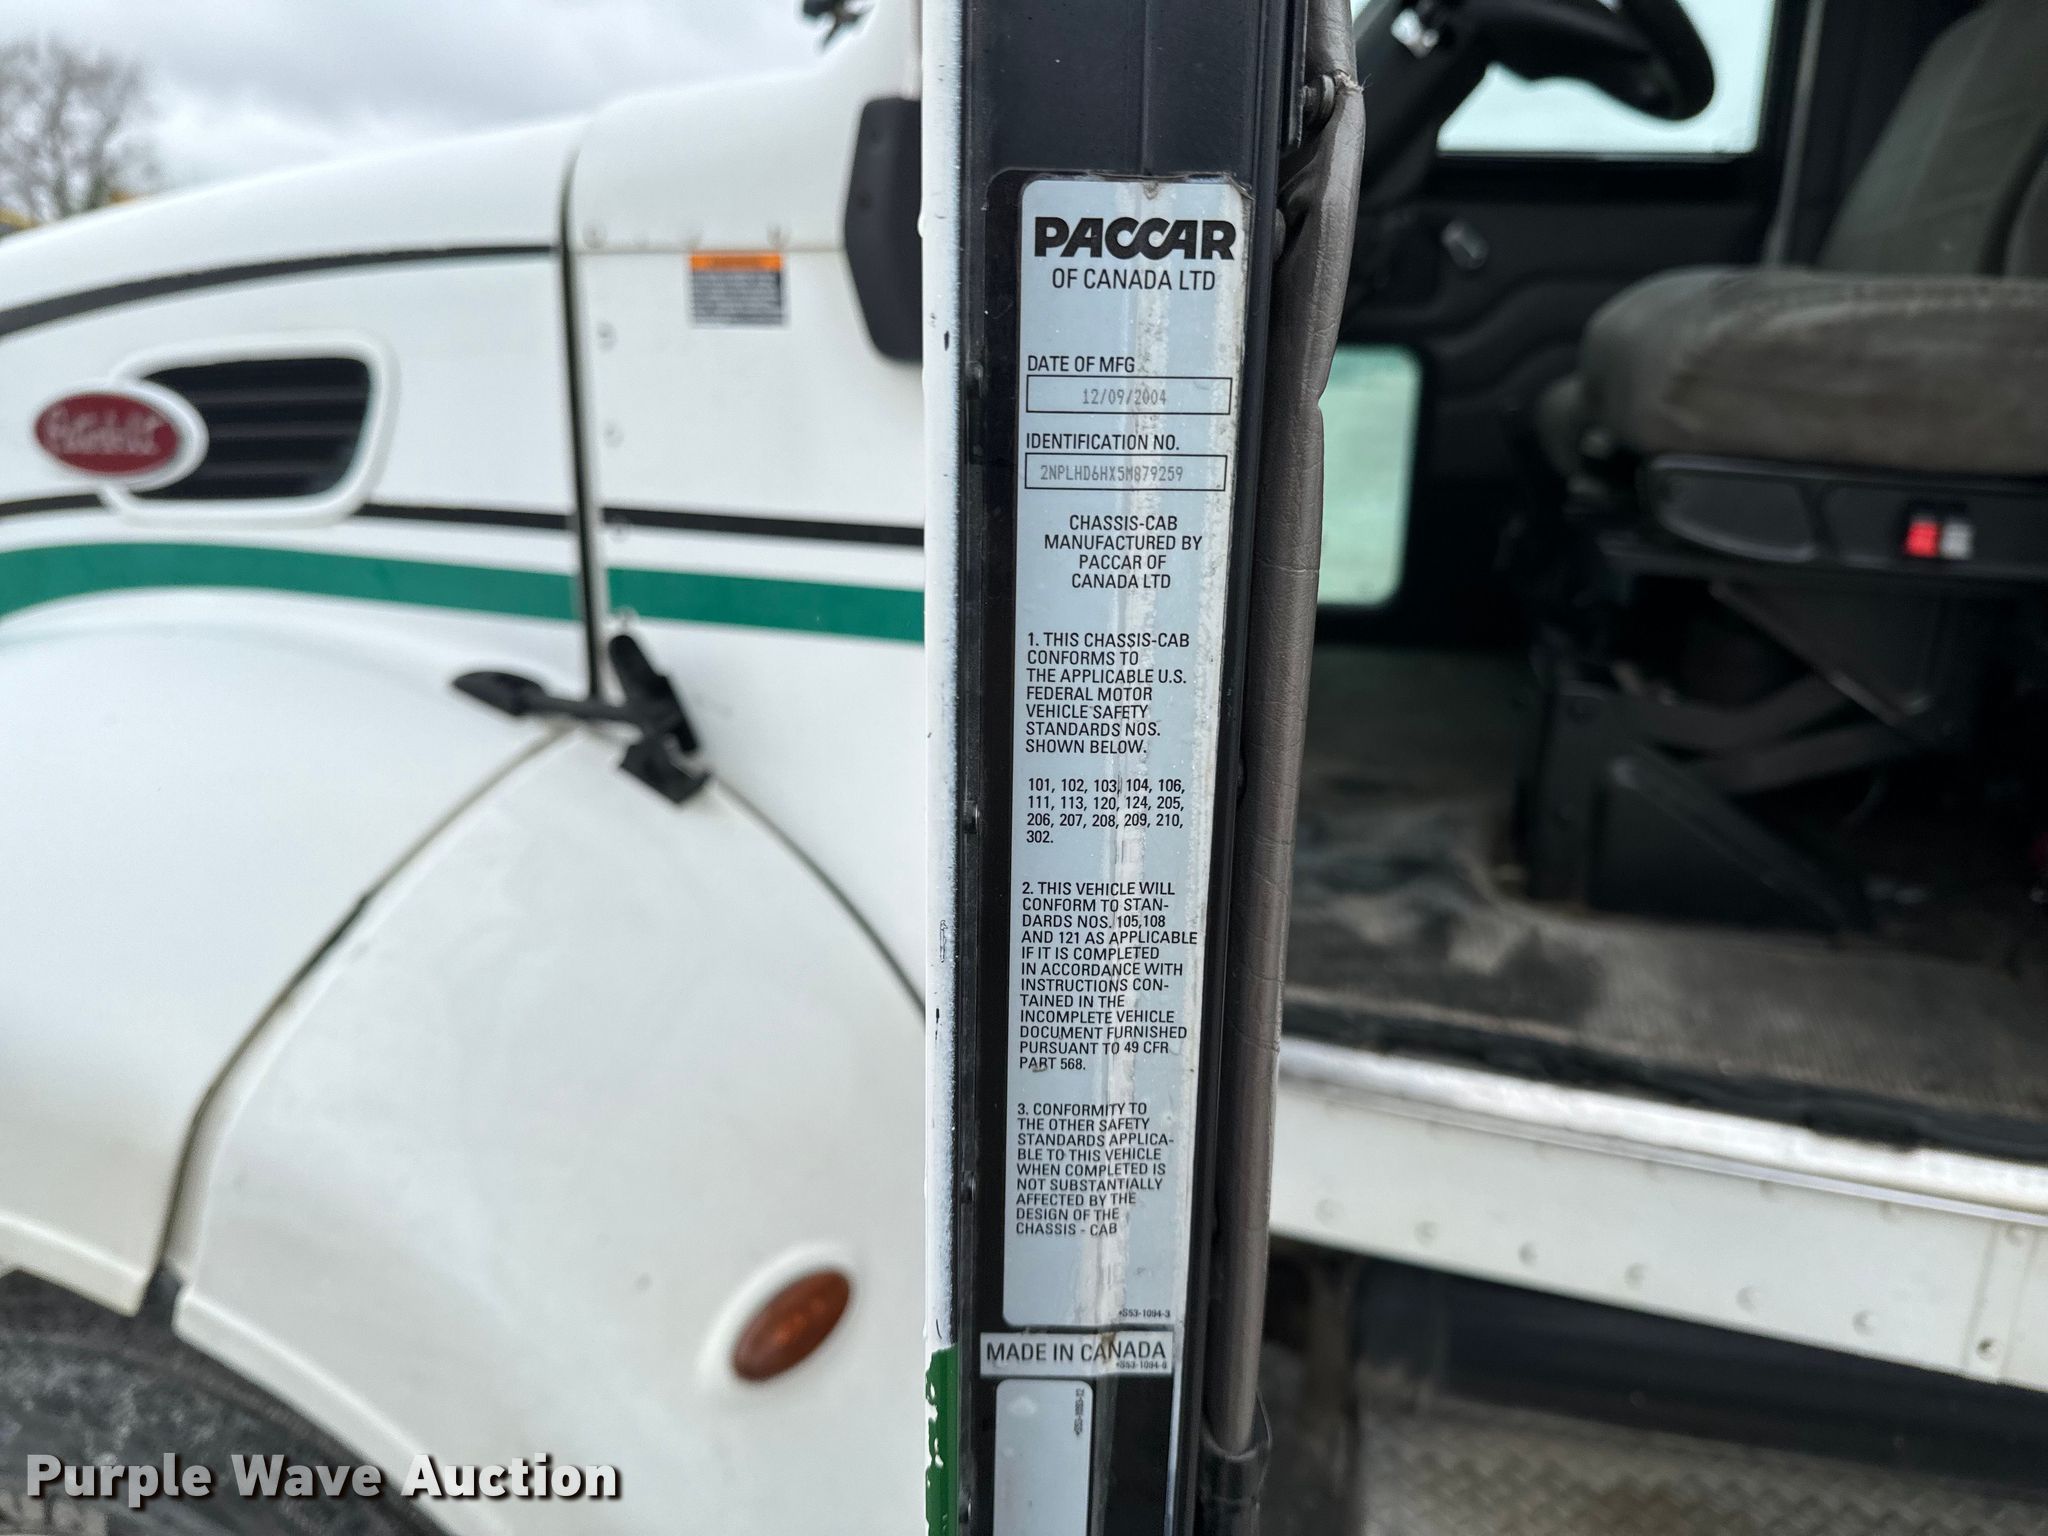 PACCAR
OF CANADA LTD
DATE OF MFG
12/09/2004
IDENTIFICATION NO.
2NPLHD6HX5M879259
CHASSIS-CAB
MANUFACTURED BY
PACCAR OF
CANADA LTD
1. THIS CHASSIS-CAB
CONFORMS TO
THE APPLICABLE U.S.
FEDERAL MOTOR
VEHICLE SAFETY
STANDARDS NOS.
SHOWN BELOW.
101, 102, 103, 104, 106,
111, 113, 120, 124, 205,
206, 207, 208, 209, 210,
302.
2. THIS VEHICLE WILL
CONFORM TO STAN-
DARDS NOS. 105,108
AND 121 AS APPLICABLE
IF IT IS COMPLETED
IN ACCORDANCE WITH
INSTRUCTIONS CON-
TAINED IN THE
INCOMPLETE VEHICLE
DOCUMENT FURNISHED
PURSUANT TO 49 CFR
PART 568.
3. CONFORMITY TO
THE OTHER SAFETY
STANDARDS APPLICA-
BLE TO THIS VEHICLE
WHEN COMPLETED IS
NOT SUBSTANTIALLY
AFFECTED BY THE
DESIGN OF THE
CHASSIS - CAB
S53-1094-3
MADE IN CANADA
Peterbilt
Purple Wave Auction